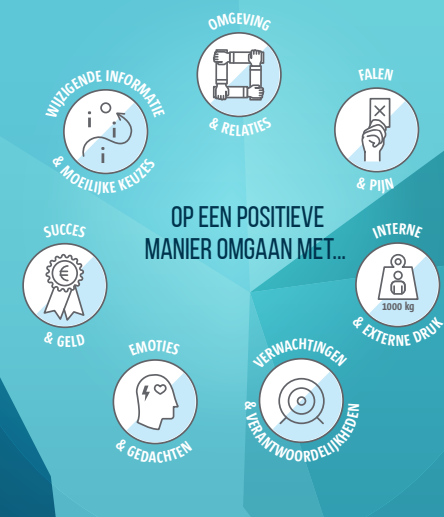 OMGEVING
& RELATIES
FALEN
& PIJN
INTERNE
1000 kg
& EXTERNE DRUK
VERWACHTINGEN
& VERANTWOORDELIJKHEDEN
EMOTIES
& GEDACHTEN
SUCCES
€
& GELD
WIJZIGENDE INFORMATIE
i
i
i
& MOEILIJKE KEUZES
OP EEN POSITIEVE
MANIER OMGAAN MET...